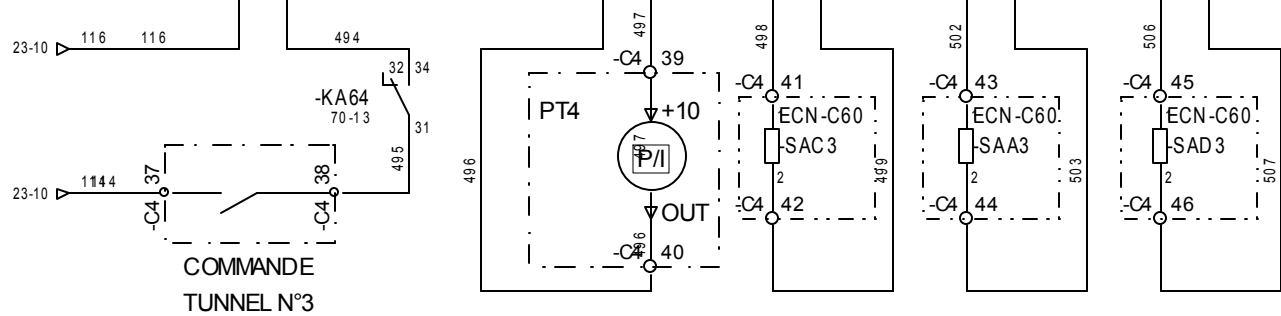 23-10 116 116 494
32 34
-KA64
70-13
31
495
23-10 1144
-C4 37
-C4 38
COMMANDE
TUNNEL N°3
496
497
-C4 39
PT4
+10
497
P/I
OUT
496
-C4 40
498
-C4 41
ECN-C60
-SAC3
2
499
-C4 42
502
-C4 43
ECN-C60
-SAA3
2
503
-C4 44
506
-C4 45
ECN-C60
-SAD3
2
507
-C4 46